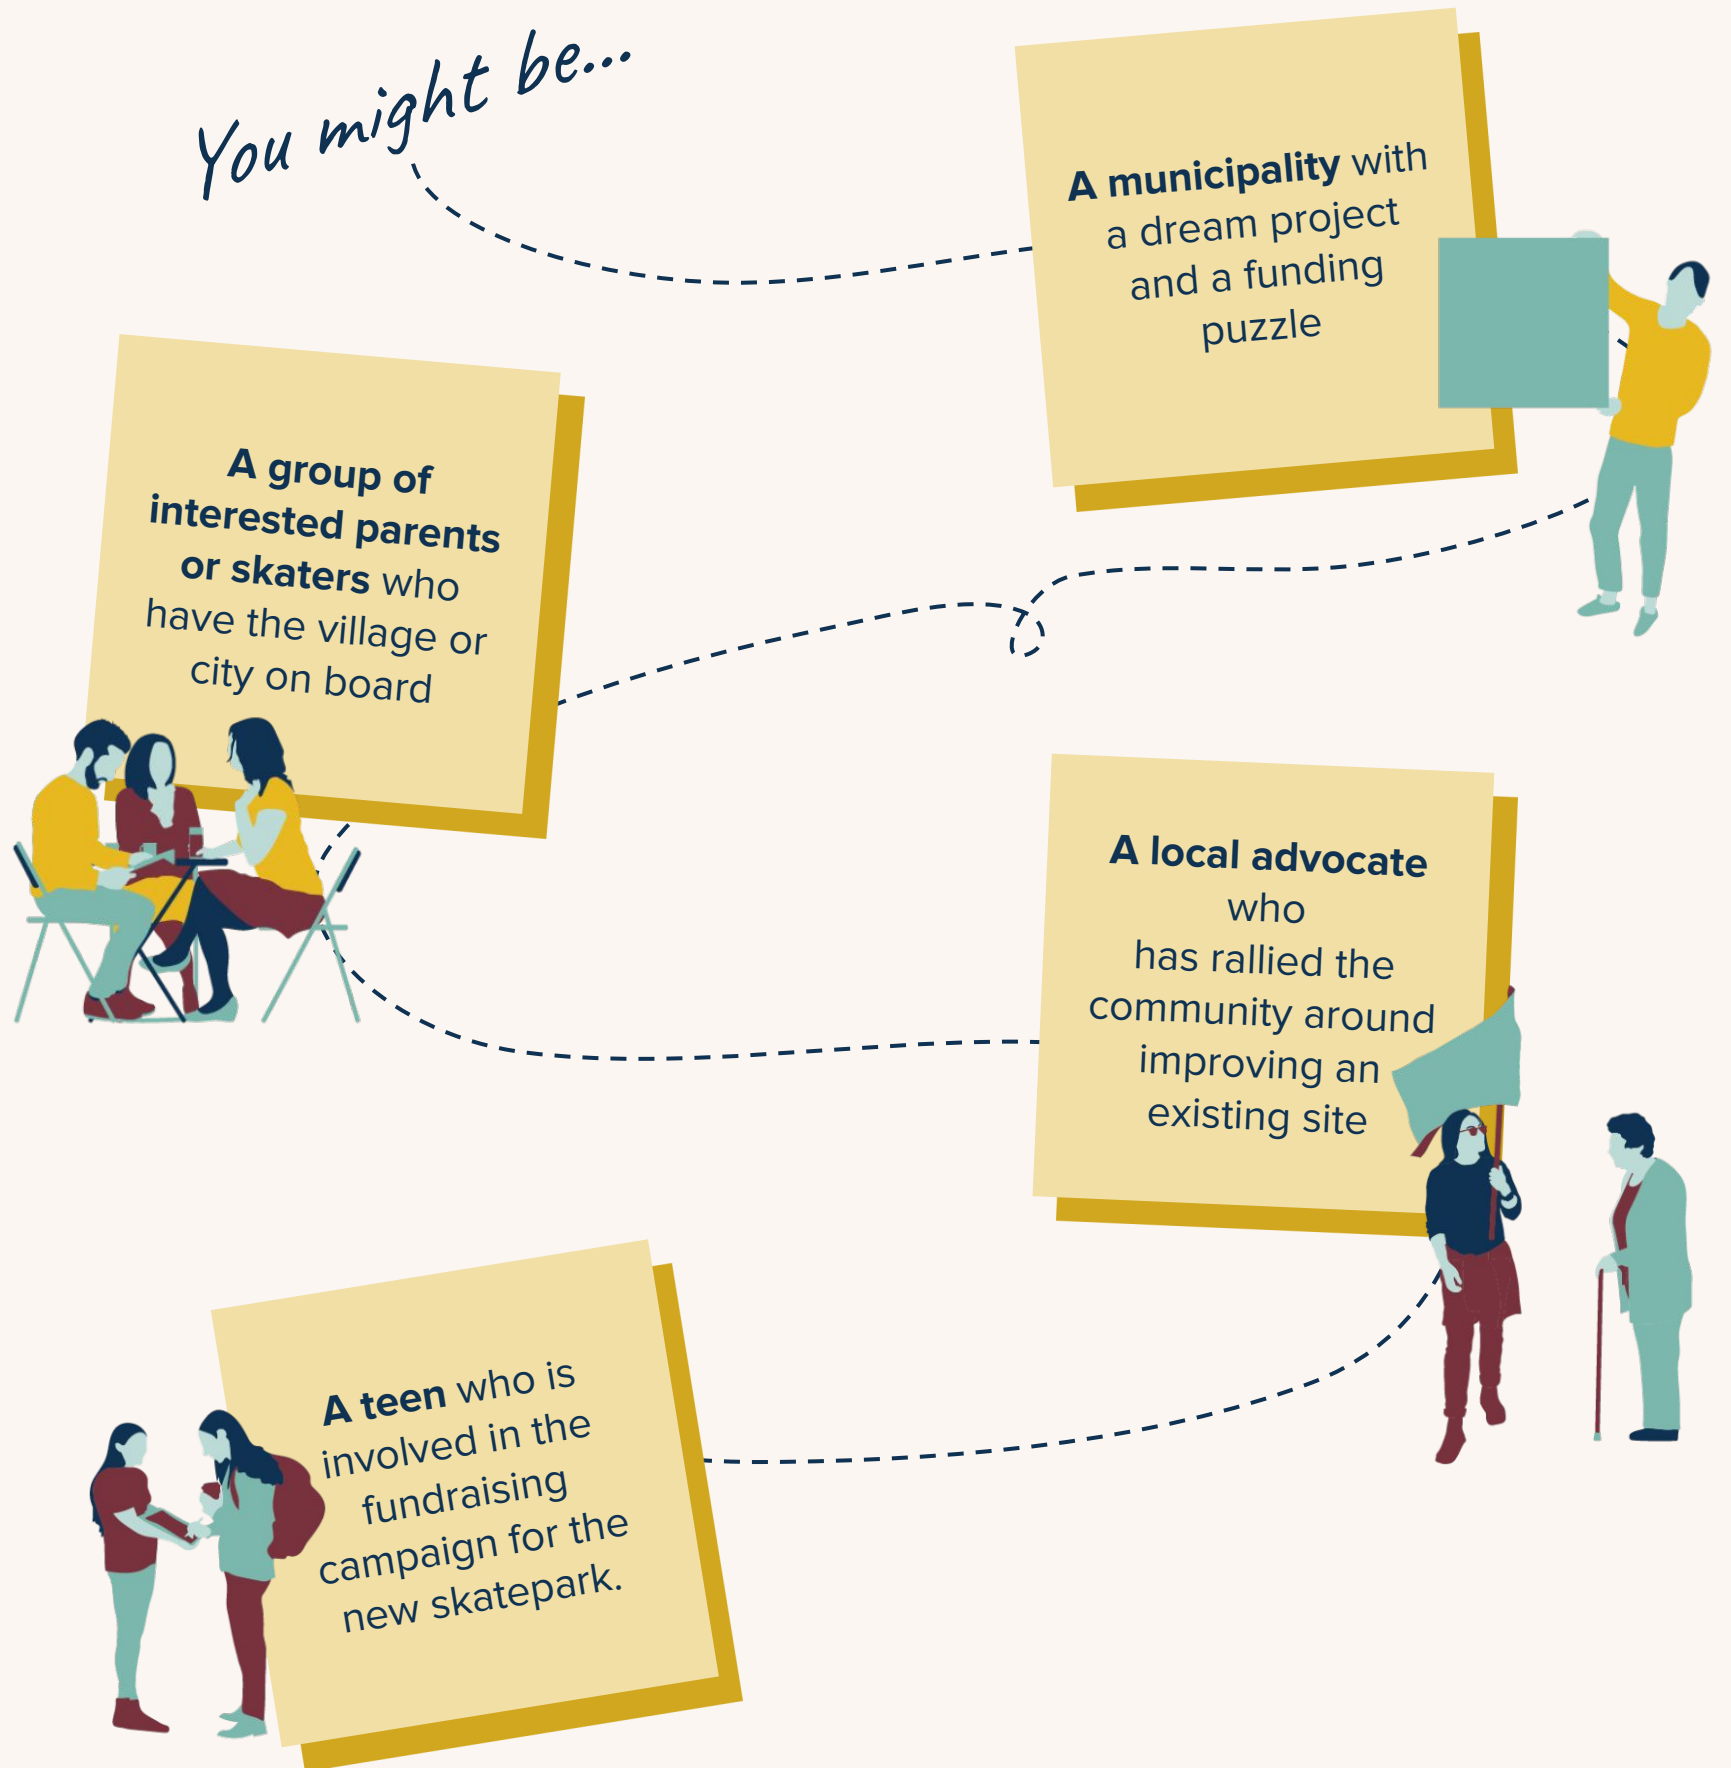 You might be...
A municipality with
a dream project
and a funding
puzzle
A group of
interested parents
or skaters who
have the village or
city on board
A local advocate
who
has rallied the
community around
improving an
existing site
A teen who is
involved in the
fundraising
campaign for the
new skatepark.